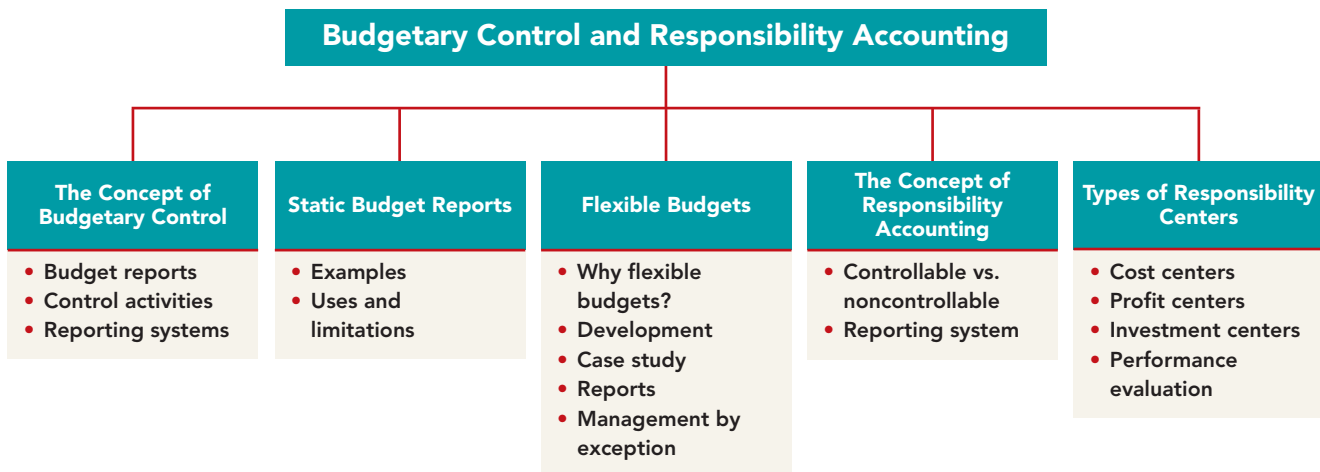 Budgetary Control and Responsibility Accounting
The Concept of
Budgetary Control
• Budget reports
• Control activities
• Reporting systems
Static Budget Reports
• Examples
• Uses and
limitations
Flexible Budgets
• Why flexible
budgets?
• Development
• Case study
• Reports
• Management by
exception
The Concept of
Responsibility
Accounting
• Controllable vs.
noncontrollable
• Reporting system
Types of Responsibility
Centers
• Cost centers
• Profit centers
• Investment centers
• Performance
evaluation